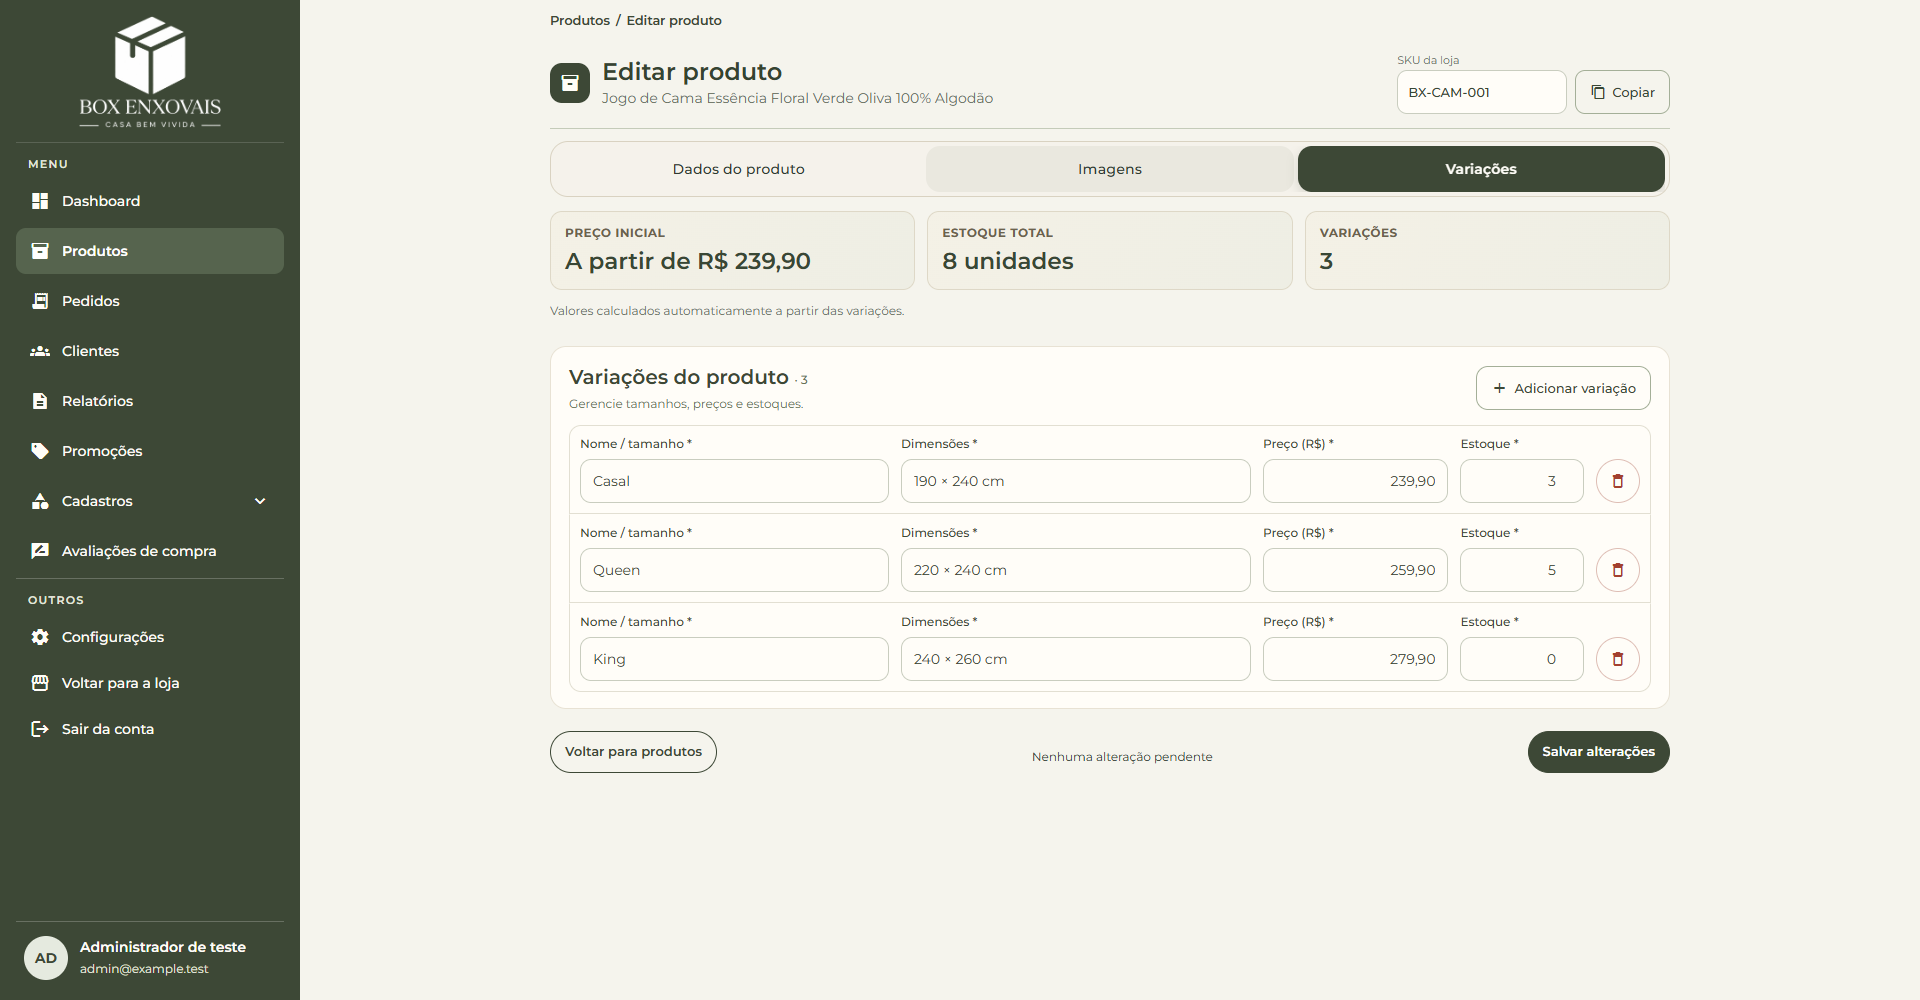 BOX ENXOVAIS
CASA BEM VIVIDA
MENU
Dashboard
Produtos
Pedidos
Clientes
Relatórios
Promoções
Cadastros
Avaliações de compra
OUTROS
Configurações
Voltar para a loja
Sair da conta
AD
Administrador de teste
admin@example.test
Produtos / Editar produto
Editar produto
Jogo de Cama Essência Floral Verde Oliva 100% Algodão
SKU da loja
BX-CAM-001
Copiar
Dados do produto
Imagens
Variações
PREÇO INICIAL
A partir de R$ 239,90
ESTOQUE TOTAL
8 unidades
VARIAÇÕES
3
Valores calculados automaticamente a partir das variações.
Variações do produto · 3
Gerencie tamanhos, preços e estoques.
+ Adicionar variação
Nome / tamanho * Dimensões * Preço (R$) * Estoque *
Casal 190 × 240 cm 239,90 3
Nome / tamanho * Dimensões * Preço (R$) * Estoque *
Queen 220 × 240 cm 259,90 5
Nome / tamanho * Dimensões * Preço (R$) * Estoque *
King 240 × 260 cm 279,90 0
Voltar para produtos
Nenhuma alteração pendente
Salvar alterações